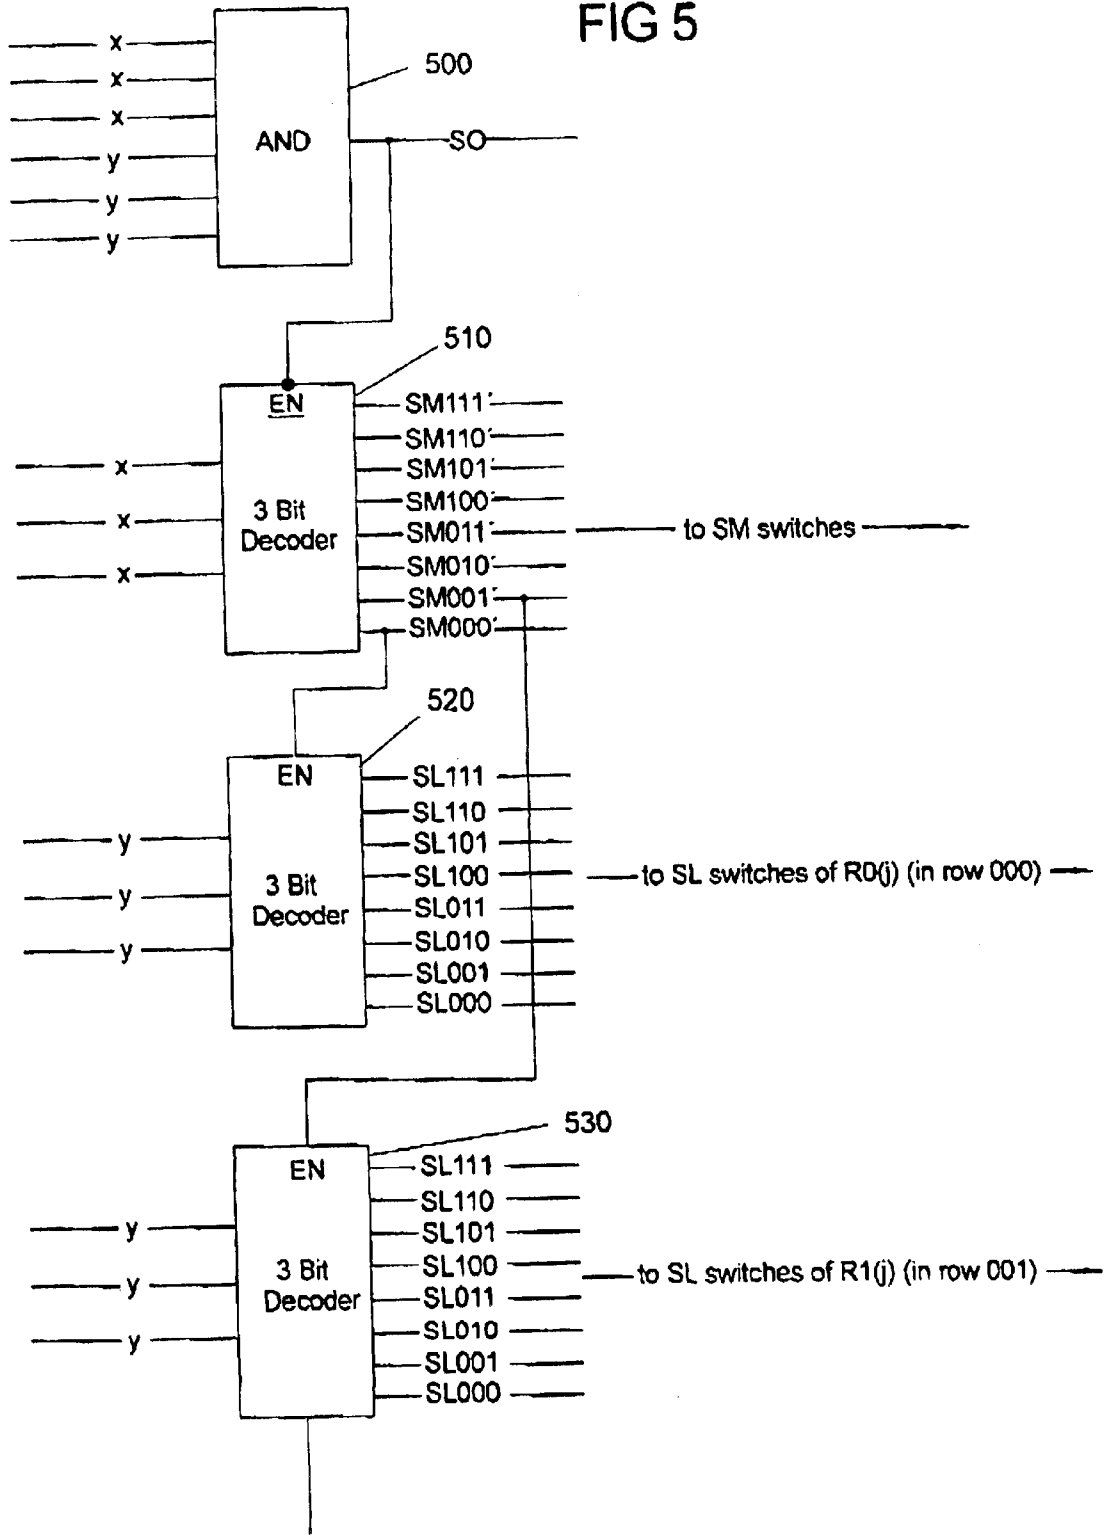 FIG 5
x
x
x
y
y
y
AND
500
SO
510
EN
x
x
x
3 Bit
Decoder
SM111'
SM110'
SM101'
SM100'
SM011'
SM010'
SM001'
SM000'
to SM switches
520
EN
y
y
y
3 Bit
Decoder
SL111
SL110
SL101
SL100
SL011
SL010
SL001
SL000
to SL switches of R0(j) (in row 000)
530
EN
y
y
y
3 Bit
Decoder
SL111
SL110
SL101
SL100
SL011
SL010
SL001
SL000
to SL switches of R1(j) (in row 001)